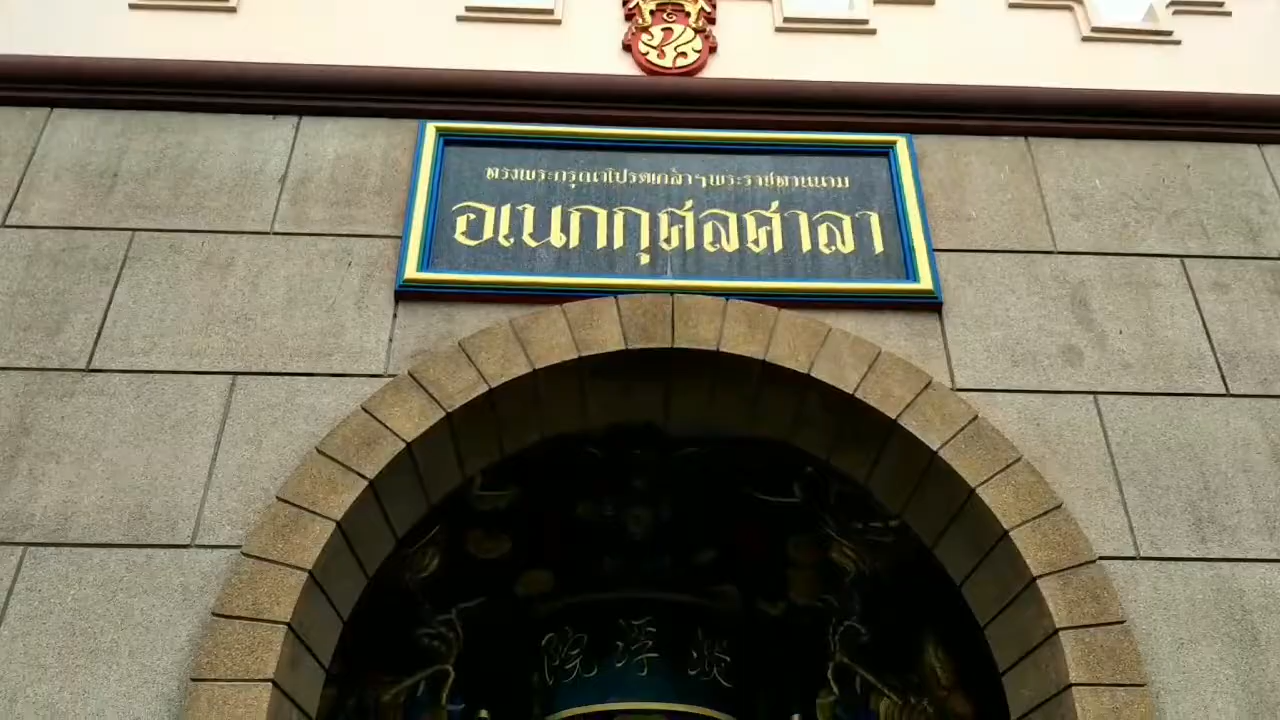 ทรงพระกรุณาโปรดเกล้าฯพระราชทานนาม
อเนกกุศลศาลา
院